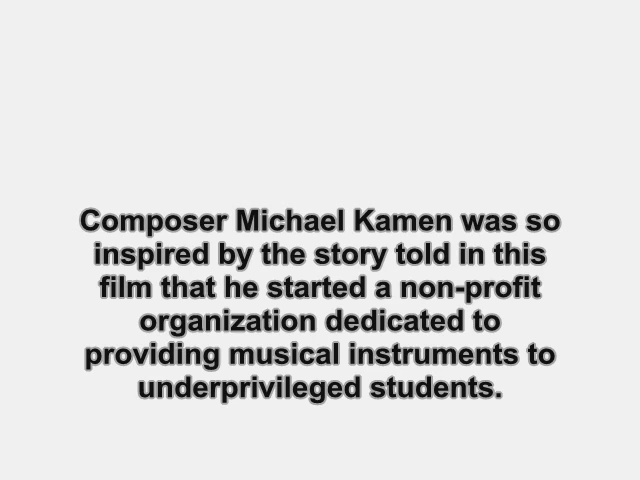 Composer Michael Kamen was so
inspired by the story told in this
film that he started a non-profit
organization dedicated to
providing musical instruments to
underprivileged students.